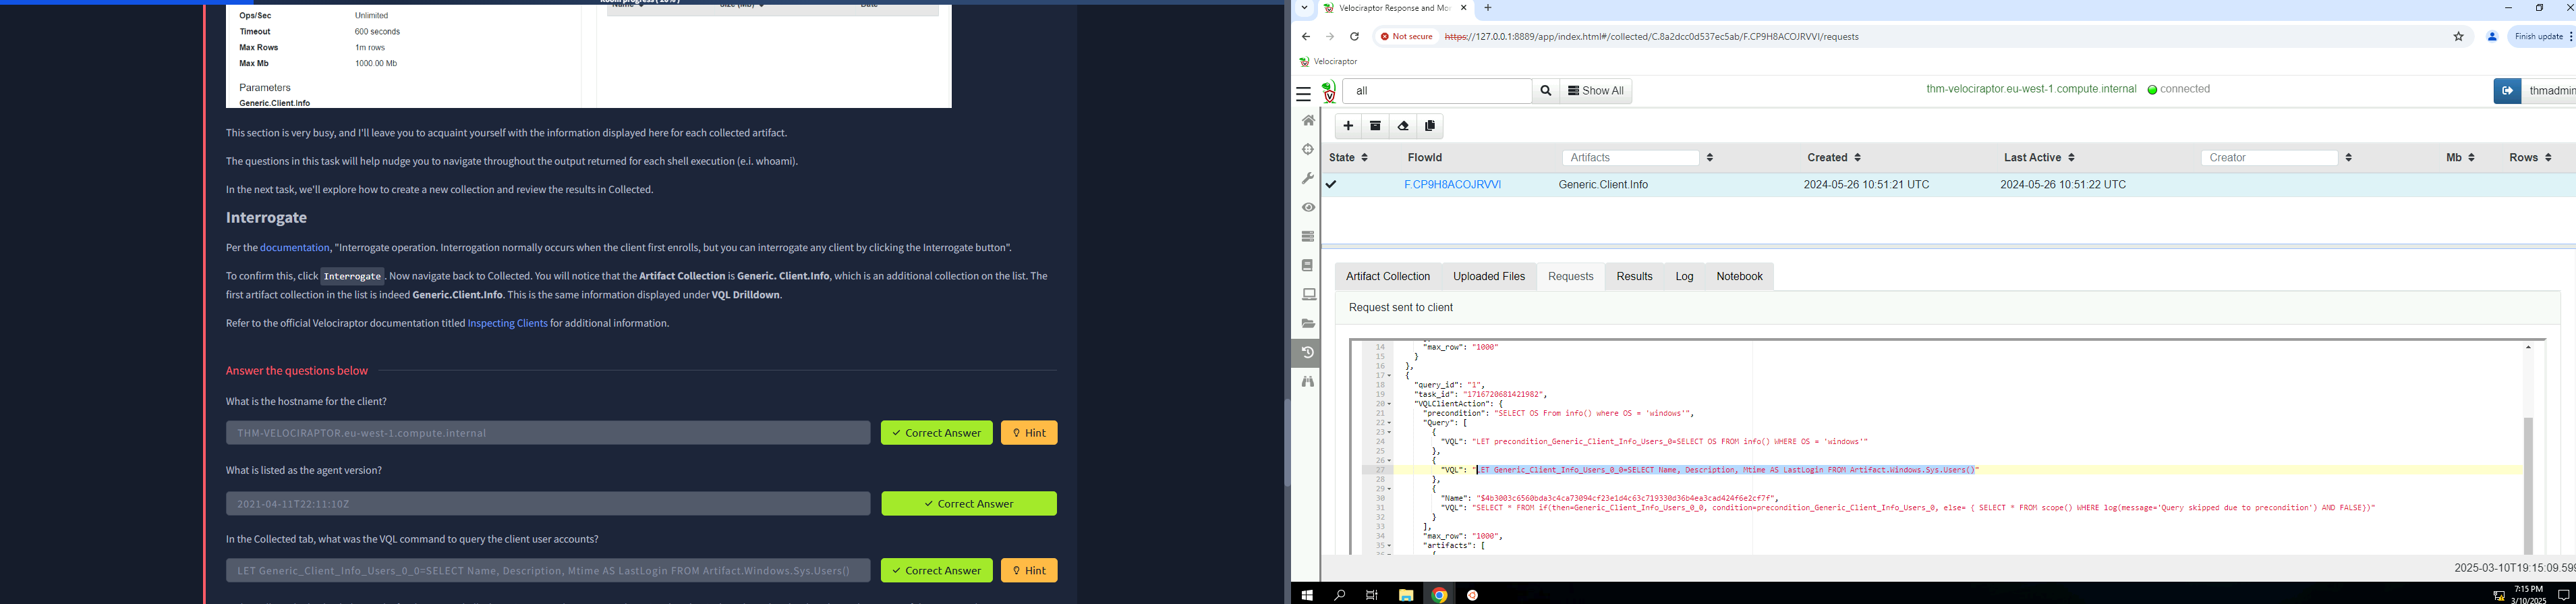 Room progress ( 20% )
Ops/Sec Unlimited
Timeout 600 seconds
Max Rows 1m rows
Max Mb 1000.00 Mb
Parameters
Generic.Client.Info
Name Size (Mb) Date
This section is very busy, and I'll leave you to acquaint yourself with the information displayed here for each collected artifact.
The questions in this task will help nudge you to navigate throughout the output returned for each shell execution (e.i. whoami).
In the next task, we'll explore how to create a new collection and review the results in Collected.
Interrogate
Per the documentation, "Interrogate operation. Interrogation normally occurs when the client first enrolls, but you can interrogate any client by clicking the Interrogate button".
To confirm this, click Interrogate . Now navigate back to Collected. You will notice that the Artifact Collection is Generic. Client.Info, which is an additional collection on the list. The
first artifact collection in the list is indeed Generic.Client.Info. This is the same information displayed under VQL Drilldown.
Refer to the official Velociraptor documentation titled Inspecting Clients for additional information.
Answer the questions below
What is the hostname for the client?
THM-VELOCIRAPTOR.eu-west-1.compute.internal
Correct Answer Hint
What is listed as the agent version?
2021-04-11T22:11:10Z
Correct Answer
In the Collected tab, what was the VQL command to query the client user accounts?
LET Generic_Client_Info_Users_0_0=SELECT Name, Description, Mtime AS LastLogin FROM Artifact.Windows.Sys.Users()
Correct Answer Hint
Velociraptor Response and Mor
Not secure https://127.0.0.1:8889/app/index.html#/collected/C.8a2dcc0d537ec5ab/F.CP9H8ACOJRVVI/requests
Finish update
Velociraptor
all
Show All
thm-velociraptor.eu-west-1.compute.internal connected
thmadmin
State FlowId Artifacts Created Last Active Creator Mb Rows
F.CP9H8ACOJRVVI Generic.Client.Info 2024-05-26 10:51:21 UTC 2024-05-26 10:51:22 UTC
Artifact Collection Uploaded Files Requests Results Log Notebook
Request sent to client
14 "max_row": "1000"
15 }
16 },
17 {
18 "query_id": "1",
19 "task_id": "1716720681421982",
20 "VQLClientAction": {
21 "precondition": "SELECT OS From info() where OS = 'windows'",
22 "Query": [
23 {
24 "VQL": "LET precondition_Generic_Client_Info_Users_0=SELECT OS FROM info() WHERE OS = 'windows'"
25 },
26 {
27 "VQL": "LET Generic_Client_Info_Users_0_0=SELECT Name, Description, Mtime AS LastLogin FROM Artifact.Windows.Sys.Users()"
28 },
29 {
30 "Name": "$4b3003c6560bda3c4ca73094cf23e1d4c63c719330d36b4ea3cad424f6e2cf7f",
31 "VQL": "SELECT * FROM if(then=Generic_Client_Info_Users_0_0, condition=precondition_Generic_Client_Info_Users_0, else= { SELECT * FROM scope() WHERE log(message='Query skipped due to precondition') AND FALSE})"
32 }
33 ],
34 "max_row": "1000",
35 "artifacts": [
2025-03-10T19:15:09.599
7:15 PM
3/10/2025